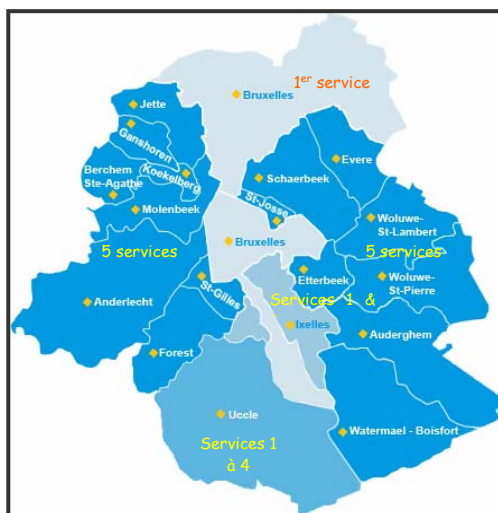 1er service
Bruxelles
Jette
Ganshoren
Evere
Koekelberg
Berchem
Ste-Agathe
Schaerbeek
St-Josse
Molenbeek
Woluwe-
St-Lambert
5 services
Bruxelles
5 services
Etterbeek
Woluwe-
St-Pierre
St-Gilles
Services 1 &
Anderlecht
Ixelles
Auderghem
Forest
Uccle
Watermael - Boisfort
Services 1
à 4